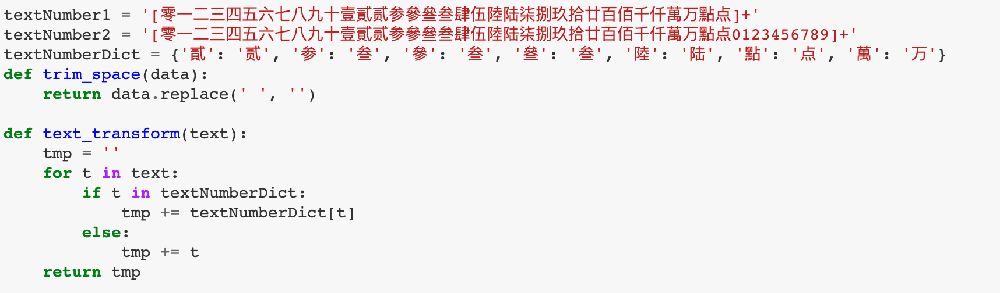 textNumber1 = '[零一二三四五六七八九十壹貳贰参參叄叁肆伍陸陆柒捌玖拾廿百佰千仟萬万點点]+'
textNumber2 = '[零一二三四五六七八九十壹貳贰参參叄叁肆伍陸陆柒捌玖拾廿百佰千仟萬万點点0123456789]+'
textNumberDict = {'貳': '贰', '参': '叁', '參': '叁', '叄': '叁', '陸': '陆', '點': '点', '萬': '万'}
def trim_space(data):
    return data.replace(' ', '')

def text_transform(text):
    tmp = ''
    for t in text:
        if t in textNumberDict:
            tmp += textNumberDict[t]
        else:
            tmp += t
    return tmp